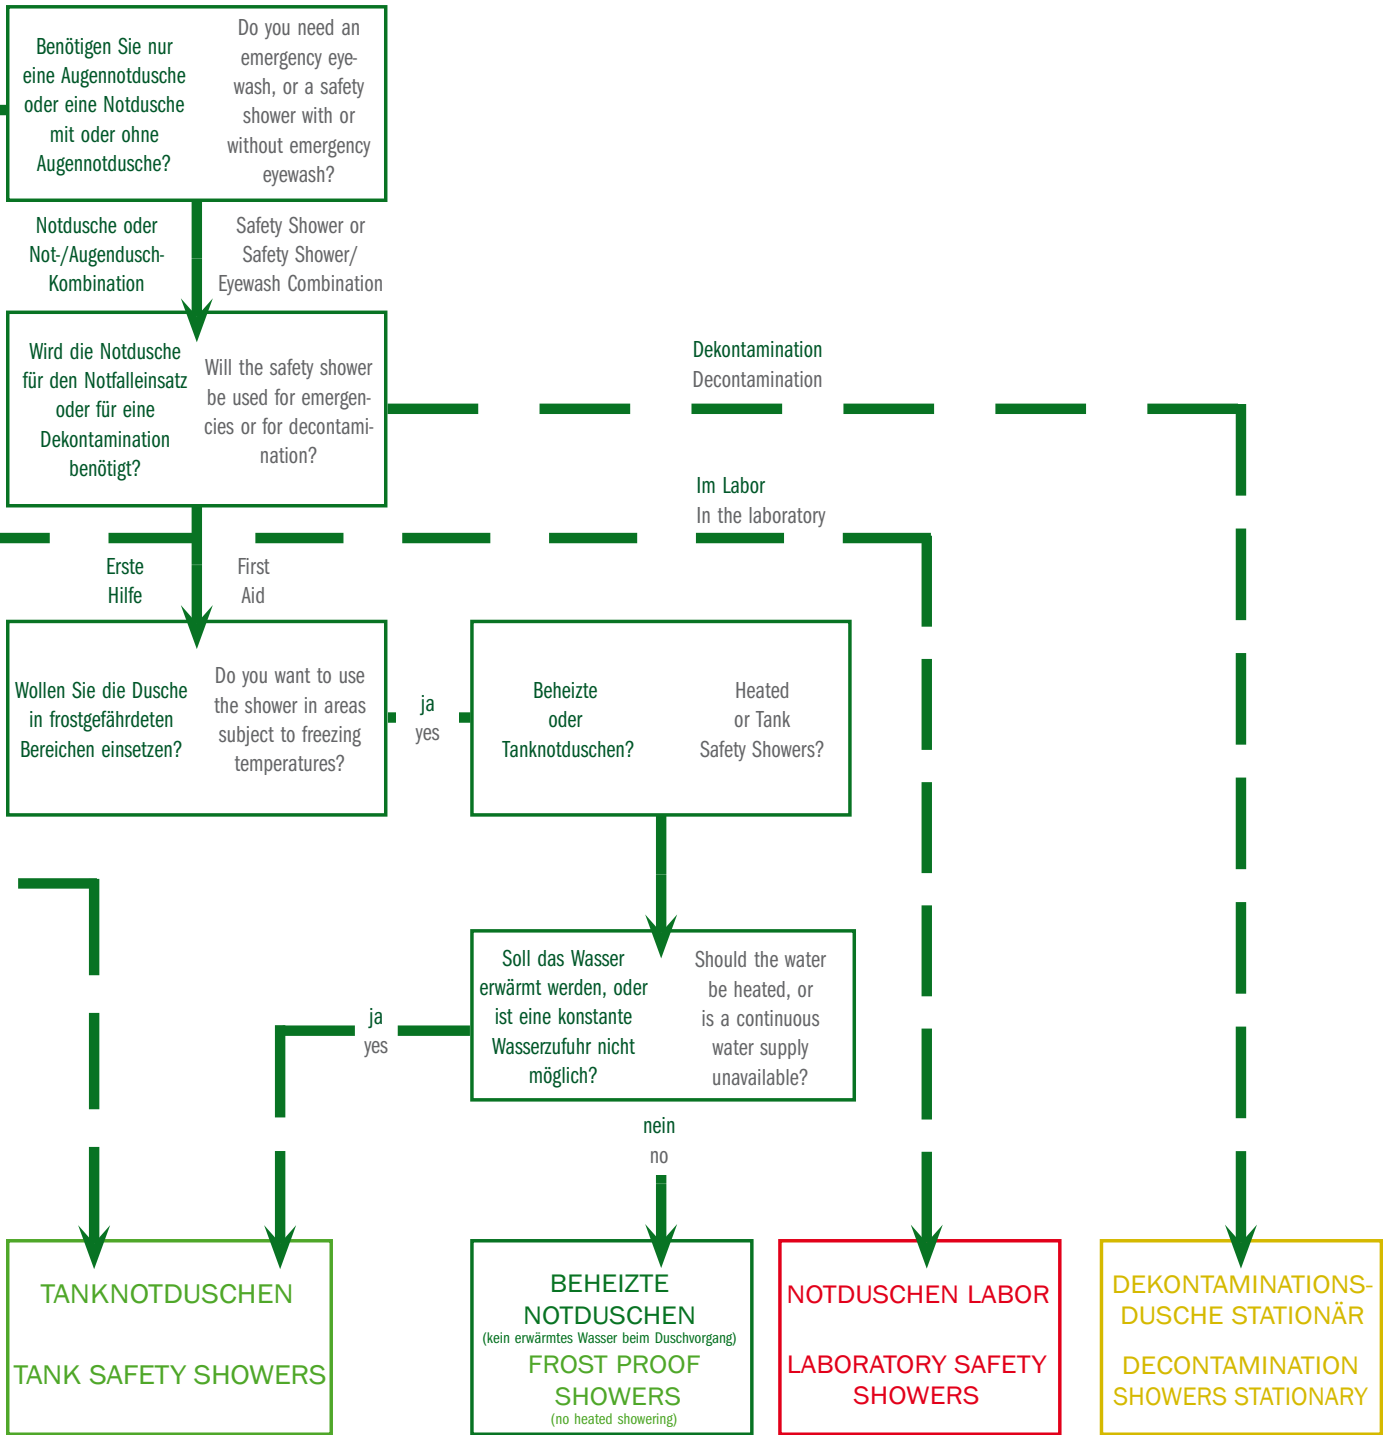 Benötigen Sie nur
eine Augennotdusche
oder eine Notdusche
mit oder ohne
Augennotdusche?
Do you need an
emergency eye-
wash, or a safety
shower with or
without emergency
eyewash?
Notdusche oder
Not-/Augendusch-
Kombination
Safety Shower or
Safety Shower/
Eyewash Combination
Wird die Notdusche
für den Notfalleinsatz
oder für eine
Dekontamination
benötigt?
Will the safety shower
be used for emergen-
cies or for decontami-
nation?
Dekontamination
Decontamination
Im Labor
In the laboratory
Erste
Hilfe
First
Aid
Wollen Sie die Dusche
in frostgefährdeten
Bereichen einsetzen?
Do you want to use
the shower in areas
subject to freezing
temperatures?
ja
yes
Beheizte
oder
Tanknotduschen?
Heated
or Tank
Safety Showers?
Soll das Wasser
erwärmt werden, oder
ist eine konstante
Wasserzufuhr nicht
möglich?
Should the water
be heated, or
is a continuous
water supply
unavailable?
ja
yes
nein
no
TANKNOTDUSCHEN
TANK SAFETY SHOWERS
BEHEIZTE
NOTDUSCHEN
(kein erwärmtes Wasser beim Duschvorgang)
FROST PROOF
SHOWERS
(no heated showering)
NOTDUSCHEN LABOR
LABORATORY SAFETY
SHOWERS
DEKONTAMINATIONS-
DUSCHE STATIONÄR
DECONTAMINATION
SHOWERS STATIONARY